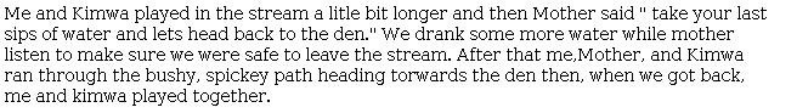 Me and Kimwa played in the stream a litle bit longer and then Mother said " take your last
sips of water and lets head back to the den." We drank some more water while mother
listen to make sure we were safe to leave the stream. After that me,Mother, and Kimwa
ran through the bushy, spickey path heading torwards the den then, when we got back,
me and kimwa played together.